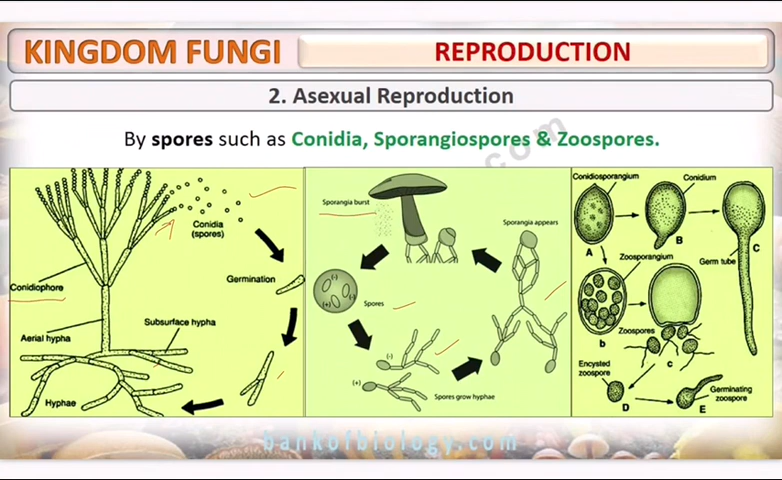 KINGDOM FUNGI
REPRODUCTION
2. Asexual Reproduction
By spores such as Conidia, Sporangiospores & Zoospores.
Conidia
(spores)
Germination
Conidiophore
Aerial hypha
Subsurface hypha
Hyphae
Sporangia burst
Sporangia appears
(-)
(-)
(+)
Spores
(-)
(+)
Spores grow hyphae
Conidiosporangium
Conidium
A
B
C
Zoosporangium
Germ tube
b
Zoospores
c
Encysted
zoospore
D
E
Germinating
zoospore
.com
bankofbiology.com